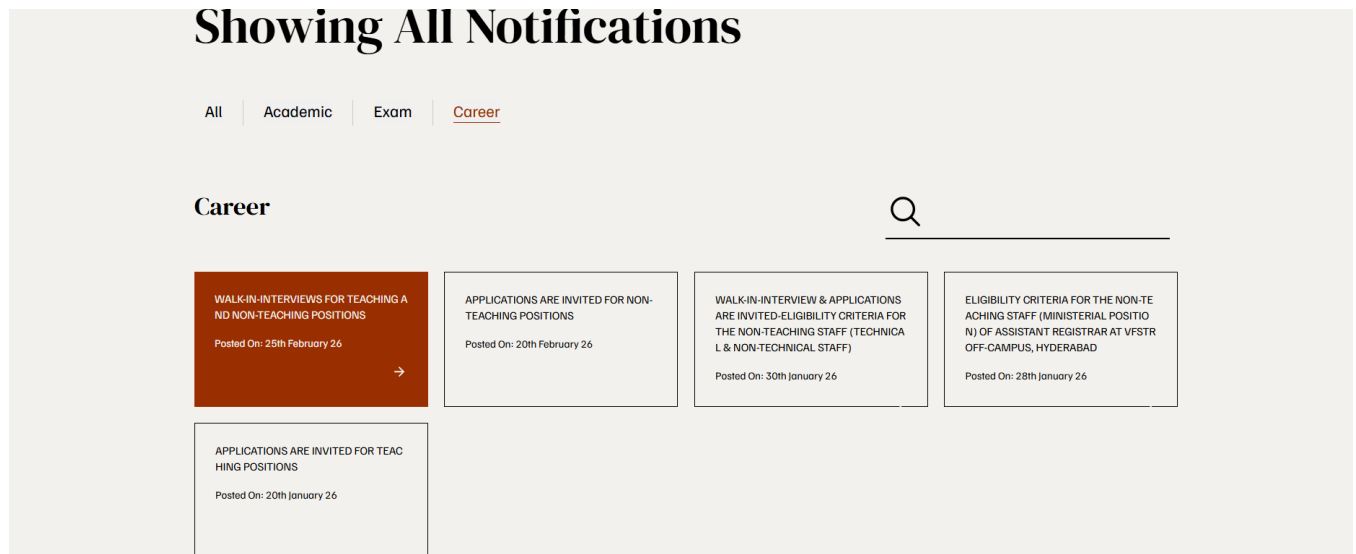 Showing All Notifications
All
Academic
Exam
Career
Career
WALK-IN-INTERVIEWS FOR TEACHING A
ND NON-TEACHING POSITIONS
Posted On: 25th February 26
APPLICATIONS ARE INVITED FOR NON-
TEACHING POSITIONS
Posted On: 20th February 26
WALK-IN-INTERVIEW & APPLICATIONS
ARE INVITED-ELIGIBILITY CRITERIA FOR
THE NON-TEACHING STAFF (TECHNICA
L & NON-TECHNICAL STAFF)
Posted On: 30th January 26
ELIGIBILITY CRITERIA FOR THE NON-TE
ACHING STAFF (MINISTERIAL POSITIO
N) OF ASSISTANT REGISTRAR AT VFSTR
OFF-CAMPUS, HYDERABAD
Posted On: 28th January 26
APPLICATIONS ARE INVITED FOR TEAC
HING POSITIONS
Posted On: 20th January 26